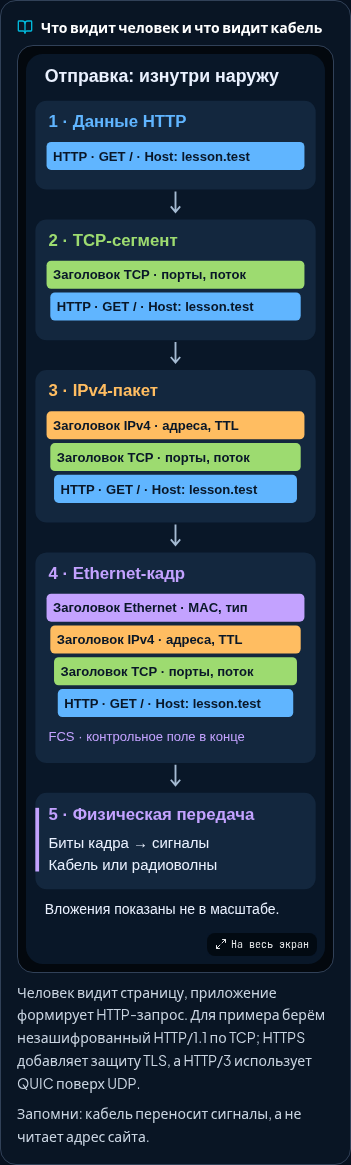 Что видит человек и что видит кабель
Отправка: изнутри наружу
1 · Данные HTTP
HTTP · GET / · Host: lesson.test
2 · TCP-сегмент
Заголовок TCP · порты, поток
HTTP · GET / · Host: lesson.test
3 · IPv4-пакет
Заголовок IPv4 · адреса, TTL
Заголовок TCP · порты, поток
HTTP · GET / · Host: lesson.test
4 · Ethernet-кадр
Заголовок Ethernet · MAC, тип
Заголовок IPv4 · адреса, TTL
Заголовок TCP · порты, поток
HTTP · GET / · Host: lesson.test
FCS · контрольное поле в конце
5 · Физическая передача
Биты кадра → сигналы
Кабель или радиоволны
Вложения показаны не в масштабе.
На весь экран
Человек видит страницу, приложение
формирует HTTP-запрос. Для примера берём
незашифрованный HTTP/1.1 по TCP; HTTPS
добавляет защиту TLS, а HTTP/3 использует
QUIC поверх UDP.
Запомни: кабель переносит сигналы, а не
читает адрес сайта.